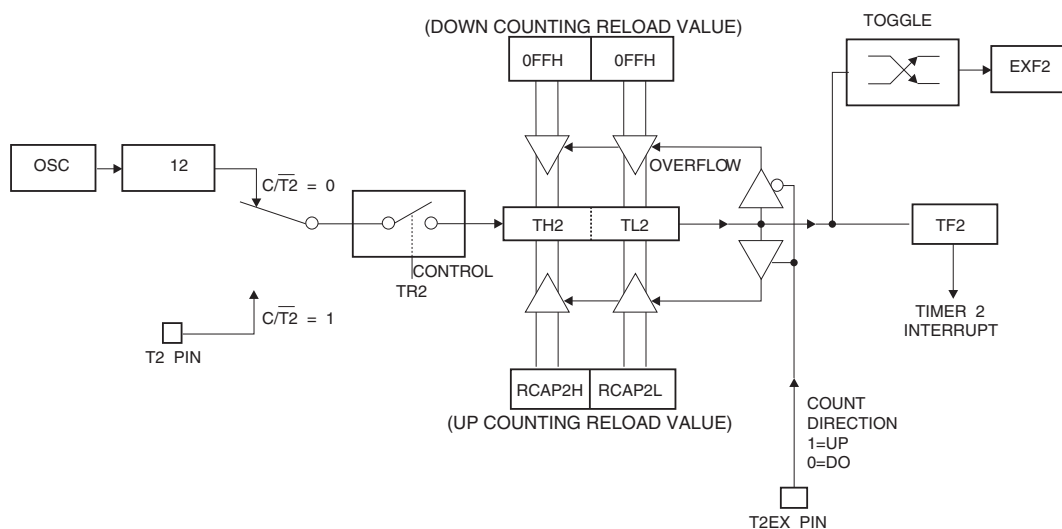 (DOWN COUNTING RELOAD VALUE)
TOGGLE
0FFH 0FFH
EXF2
OSC
12
OVERFLOW
C/T2 = 0
TH2 TL2
TF2
CONTROL
TR2
C/T2 = 1
T2 PIN
TIMER 2
INTERRUPT
RCAP2H RCAP2L
(UP COUNTING RELOAD VALUE)
COUNT
DIRECTION
1=UP
0=DO
T2EX PIN